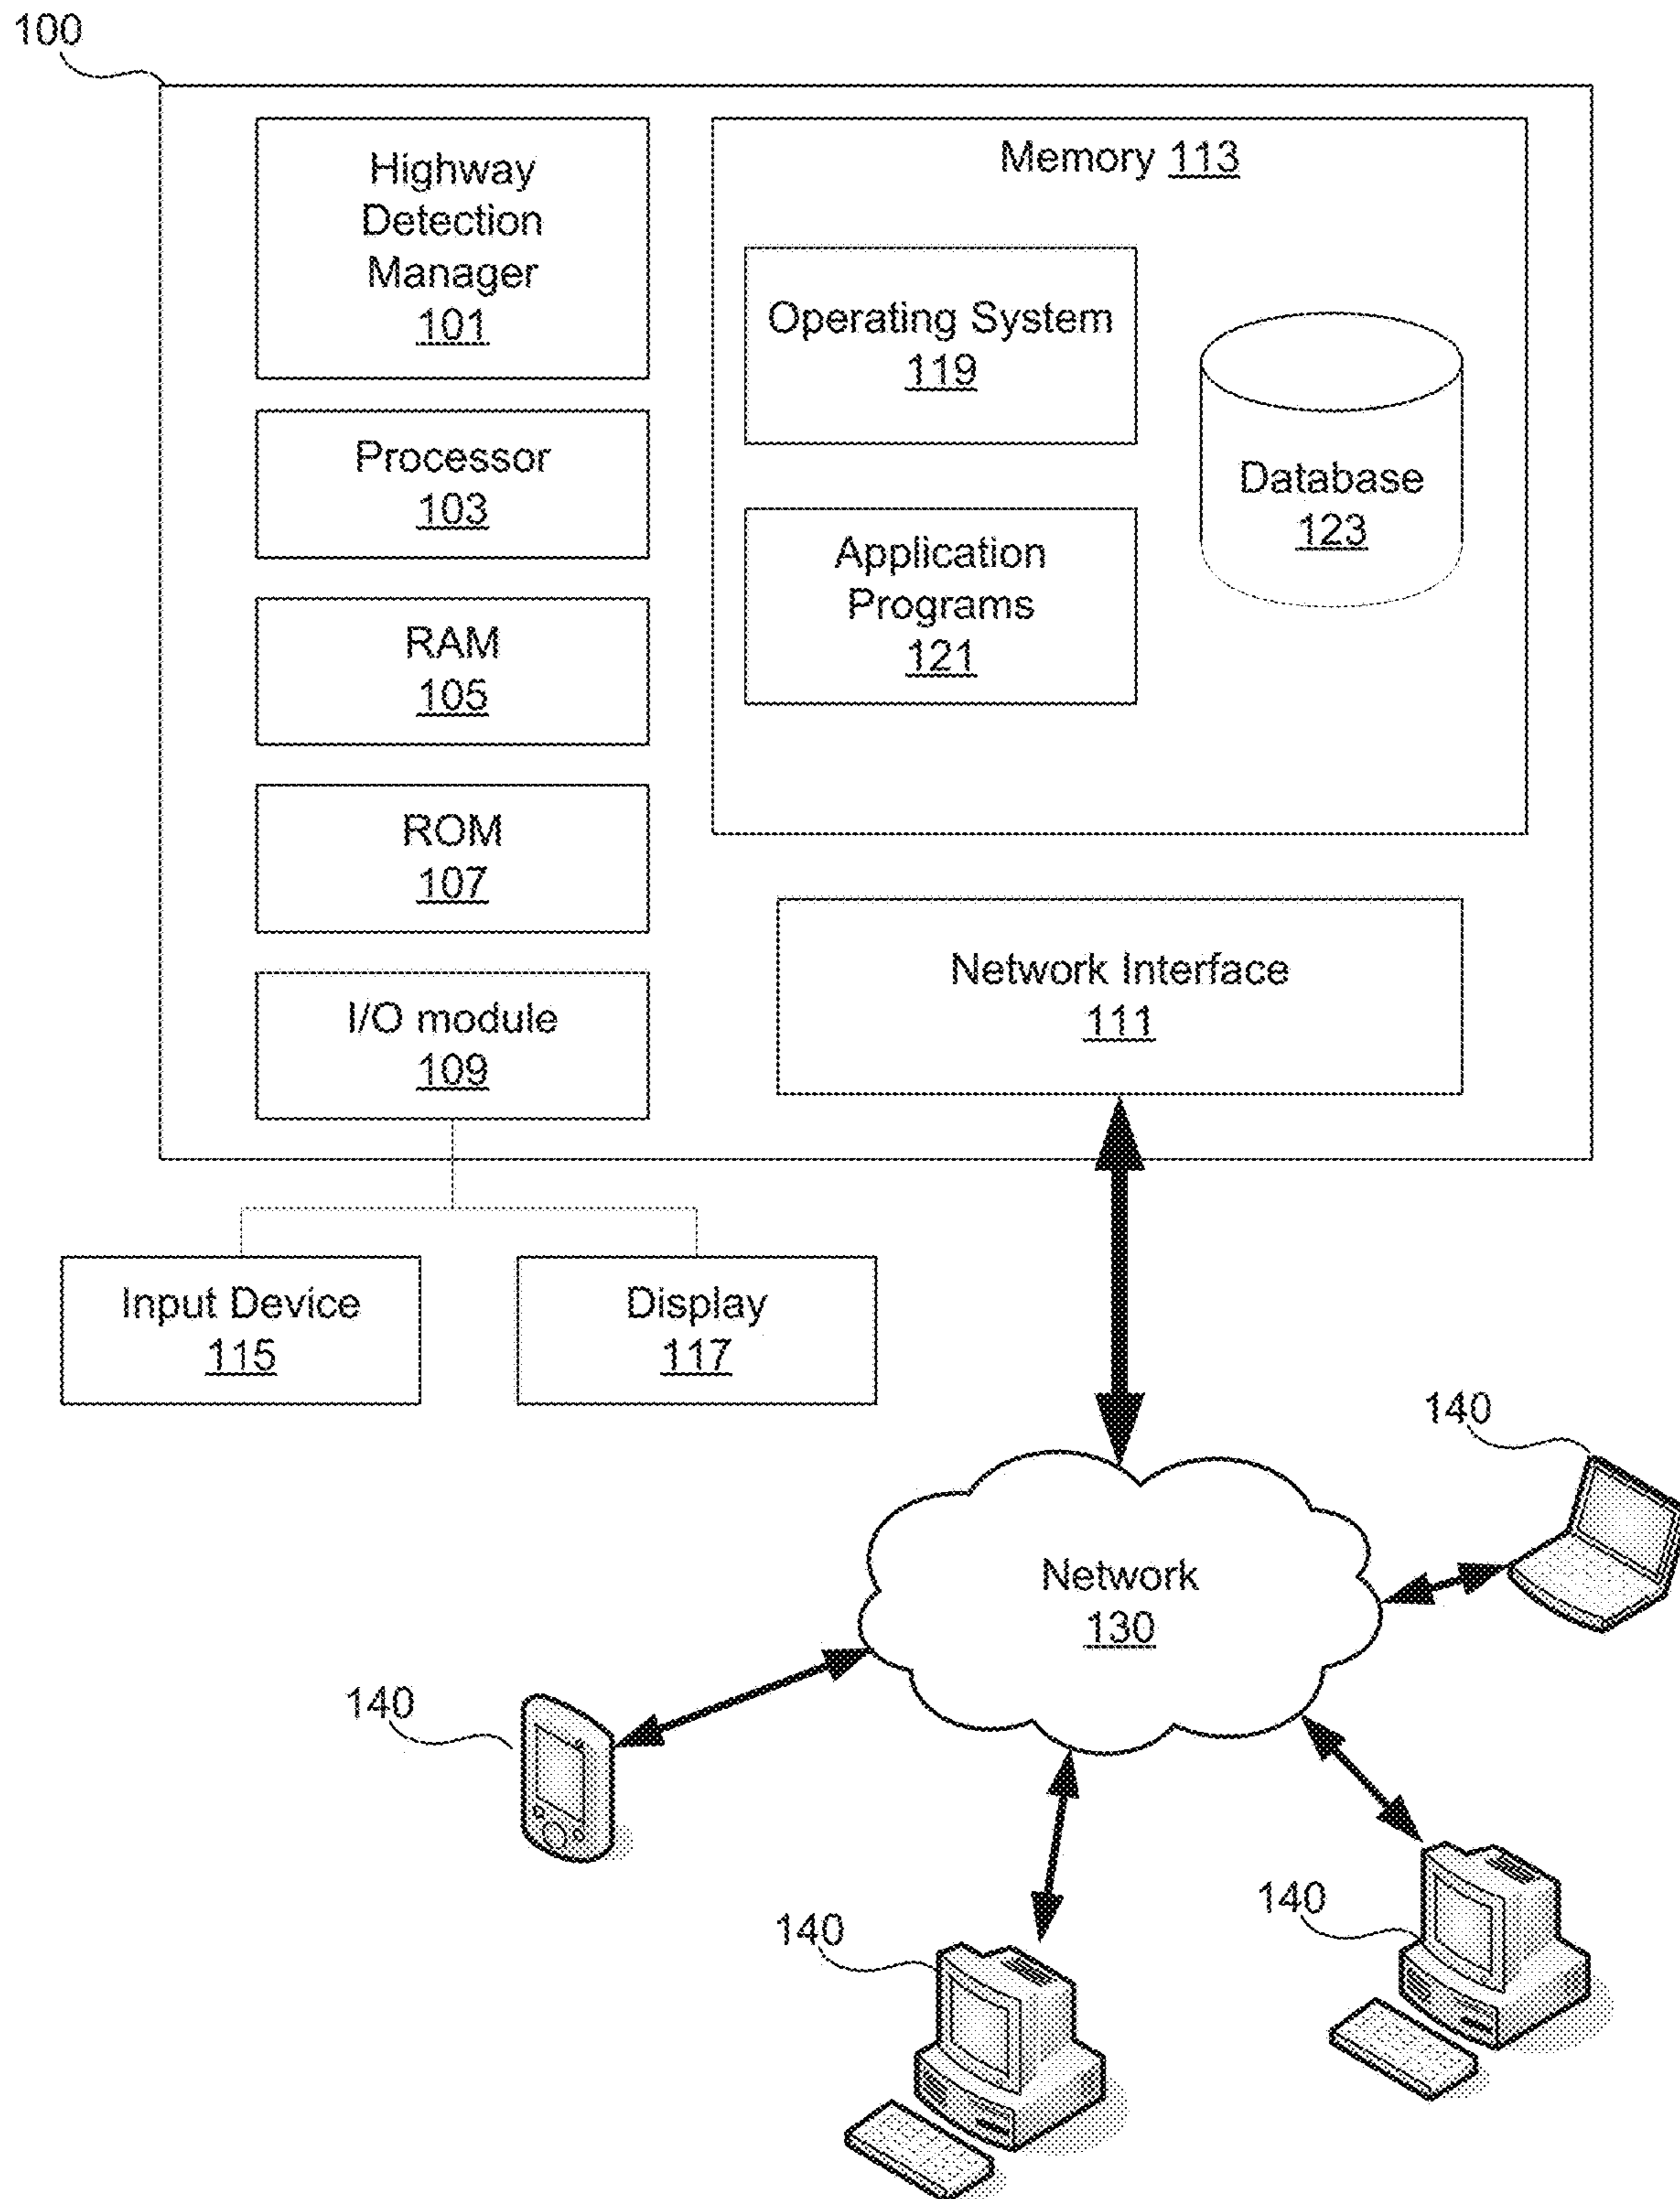 100
Highway
Detection
Manager
101
Processor
103
RAM
105
ROM
107
I/O module
109
Memory 113
Operating System
119
Application
Programs
121
Database
123
Network Interface
111
Input Device
115
Display
117
Network
130
140
140
140
140